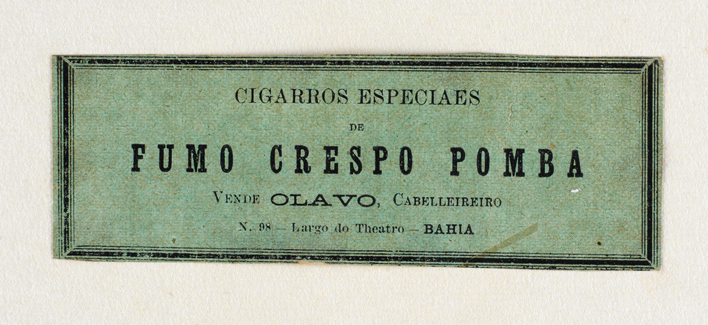 CIGARROS ESPECIAES
DE
FUMO CRESPO POMBA
VENDE OLAVO, CABELLEIREIRO
N. 98 — Largo do Theatro — BAHIA